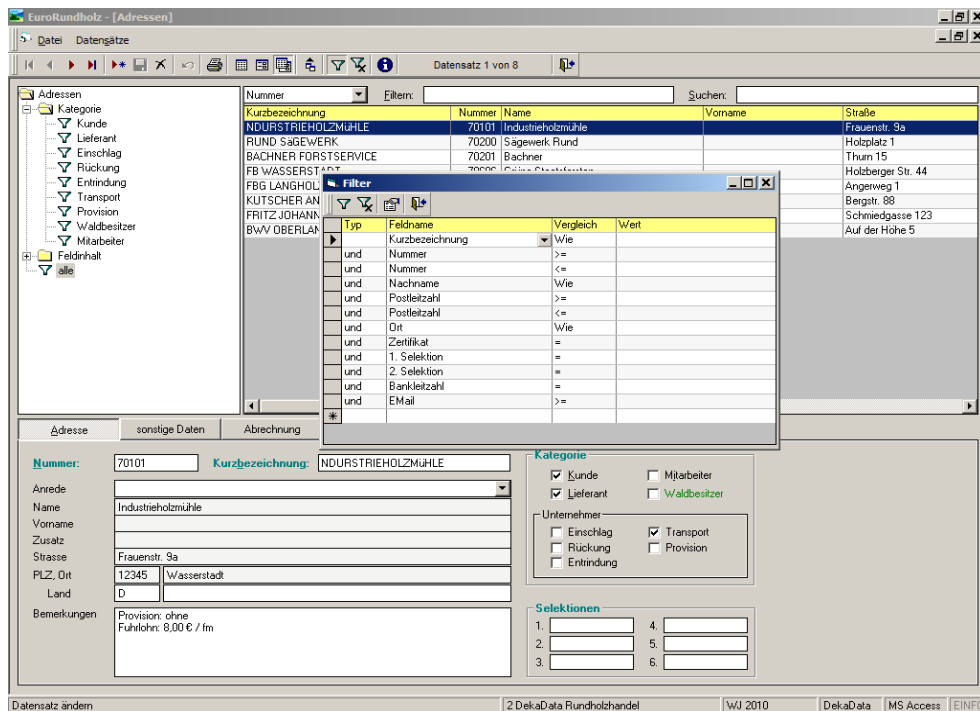 EuroRundholz - [Adressen]
Datei Datensätze
Datensatz 1 von 8
Adressen
Kategorie
Kunde
Lieferant
Einschlag
Rückung
Entrindung
Transport
Provision
Waldbesitzer
Mitarbeiter
Feldinhalt
alle
Nummer Filtern: Suchen:
Kurzbezeichnung Nummer Name Vorname Straße
NDURSTRIEHOLZMüHLE 70101 Industrieholzmühle Frauenstr. 9a
RUND SäGEWERK 70200 Sägewerk Rund Holzplatz 1
BACHNER FORSTSERVICE 70201 Bachner Thurn 15
FB WASSERSTADT Holzberger Str. 44
FBG LANGHOLZ Angerweg 1
KUTSCHER AN Bergstr. 88
FRITZ JOHANN Schmiedgasse 123
BWV OBERLAN Auf der Höhe 5
Filter
Typ Feldname Vergleich Wert
Kurzbezeichnung Wie
und Nummer >=
und Nummer <=
und Nachname Wie
und Postleitzahl >=
und Postleitzahl <=
und Ort Wie
und Zertifikat =
und 1. Selektion =
und 2. Selektion =
und Bankleitzahl =
und EMail >=
Adresse sonstige Daten Abrechnung
Nummer: 70101 Kurzbezeichnung: NDURSTRIEHOLZMüHLE
Anrede
Name Industrieholzmühle
Vorname
Zusatz
Strasse Frauenstr. 9a
PLZ, Ort 12345 Wasserstadt
Land D
Bemerkungen Provision: ohne
Fuhrlohn: 8,00 € / fm
Kategorie
Kunde Mitarbeiter
Lieferant Waldbesitzer
Unternehmer
Einschlag Transport
Rückung Provision
Entrindung
Selektionen
1. 4.
2. 5.
3. 6.
Datensatz ändern 2 DekaData Rundholzhandel WJ 2010 DekaData MS Access EINF